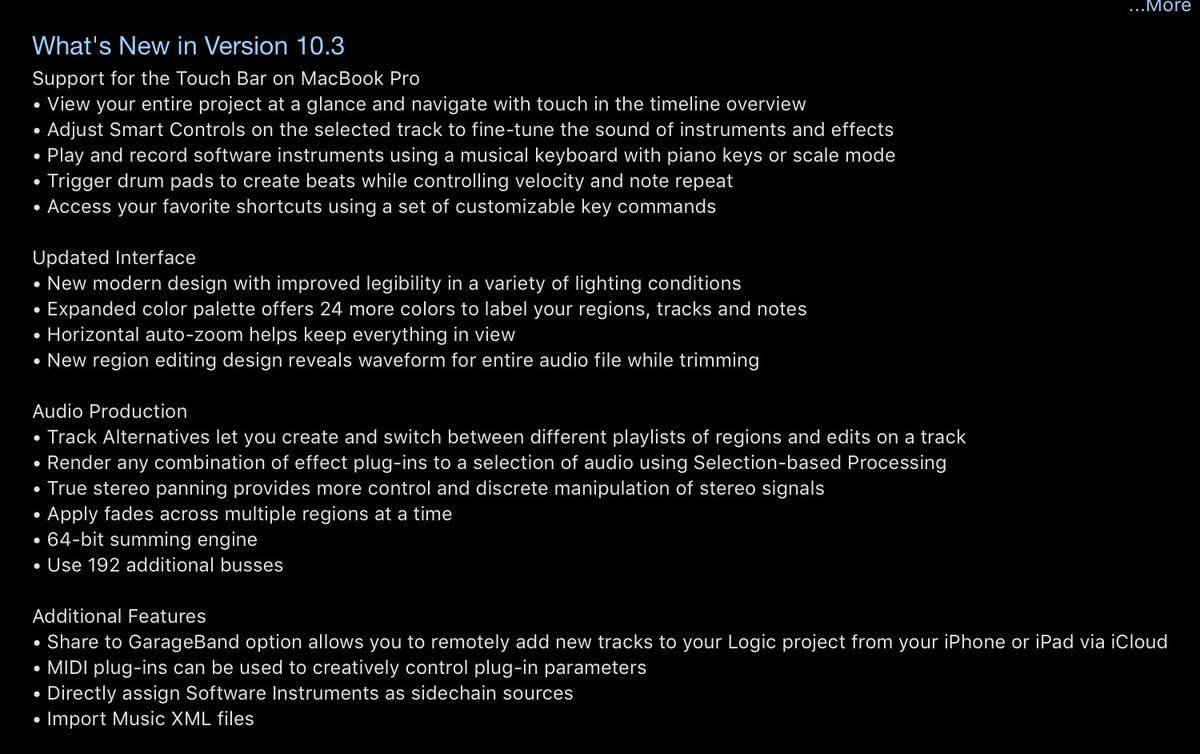 ...More
What's New in Version 10.3
Support for the Touch Bar on MacBook Pro
• View your entire project at a glance and navigate with touch in the timeline overview
• Adjust Smart Controls on the selected track to fine-tune the sound of instruments and effects
• Play and record software instruments using a musical keyboard with piano keys or scale mode
• Trigger drum pads to create beats while controlling velocity and note repeat
• Access your favorite shortcuts using a set of customizable key commands
Updated Interface
• New modern design with improved legibility in a variety of lighting conditions
• Expanded color palette offers 24 more colors to label your regions, tracks and notes
• Horizontal auto-zoom helps keep everything in view
• New region editing design reveals waveform for entire audio file while trimming
Audio Production
• Track Alternatives let you create and switch between different playlists of regions and edits on a track
• Render any combination of effect plug-ins to a selection of audio using Selection-based Processing
• True stereo panning provides more control and discrete manipulation of stereo signals
• Apply fades across multiple regions at a time
• 64-bit summing engine
• Use 192 additional busses
Additional Features
• Share to GarageBand option allows you to remotely add new tracks to your Logic project from your iPhone or iPad via iCloud
• MIDI plug-ins can be used to creatively control plug-in parameters
• Directly assign Software Instruments as sidechain sources
• Import Music XML files